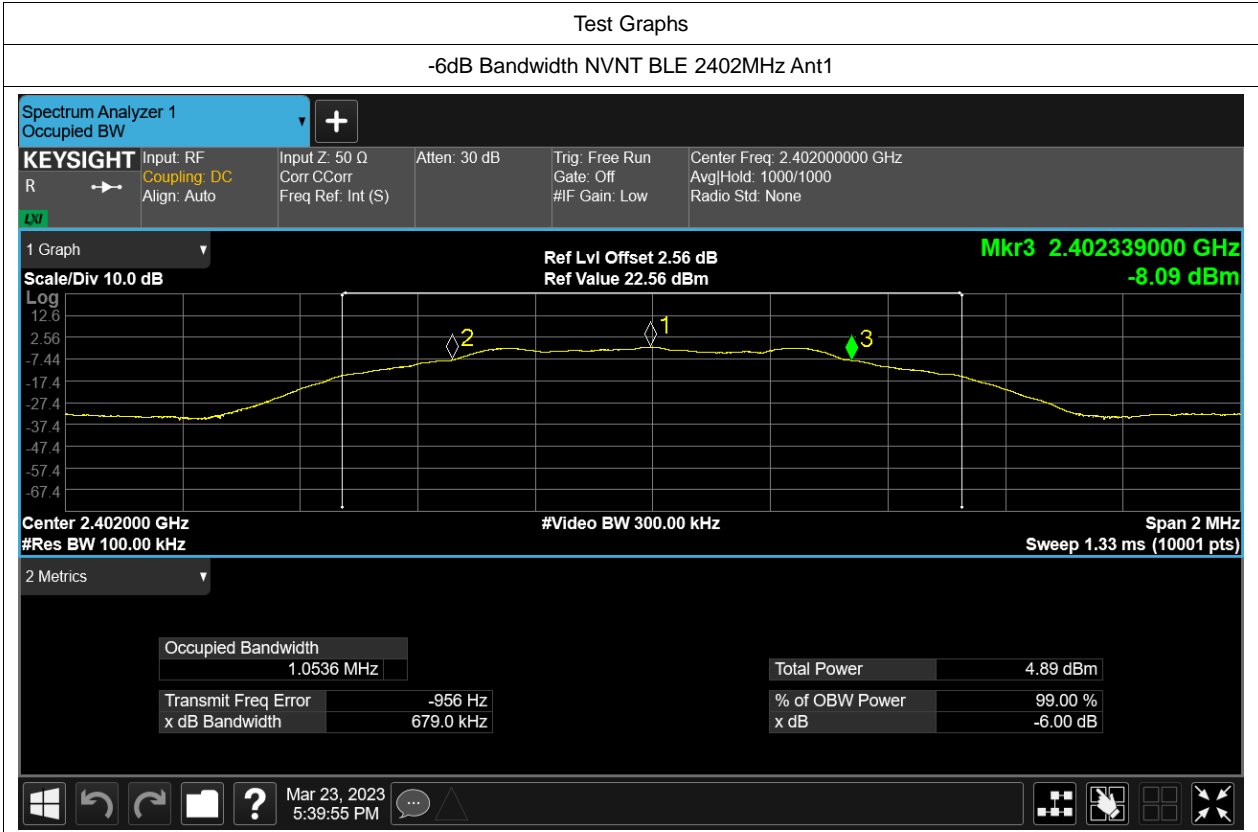 Test Graphs
-6dB Bandwidth NVNT BLE 2402MHz Ant1
Spectrum Analyzer 1
Occupied BW
KEYSIGHT
R
LXI
Input: RF
Coupling: DC
Align: Auto
Input Z: 50 Ω
Corr CCorr
Freq Ref: Int (S)
Atten: 30 dB
Trig: Free Run
Gate: Off
#IF Gain: Low
Center Freq: 2.402000000 GHz
Avg|Hold: 1000/1000
Radio Std: None
1 Graph
Scale/Div 10.0 dB
Ref Lvl Offset 2.56 dB
Ref Value 22.56 dBm
Mkr3 2.402339000 GHz
-8.09 dBm
Log
12.6
2.56
-7.44
-17.4
-27.4
-37.4
-47.4
-57.4
-67.4
2
1
3
Center 2.402000 GHz
#Res BW 100.00 kHz
#Video BW 300.00 kHz
Span 2 MHz
Sweep 1.33 ms (10001 pts)
2 Metrics
Occupied Bandwidth
1.0536 MHz
Transmit Freq Error -956 Hz
x dB Bandwidth 679.0 kHz
Total Power 4.89 dBm
% of OBW Power 99.00 %
x dB -6.00 dB
?
Mar 23, 2023
5:39:55 PM